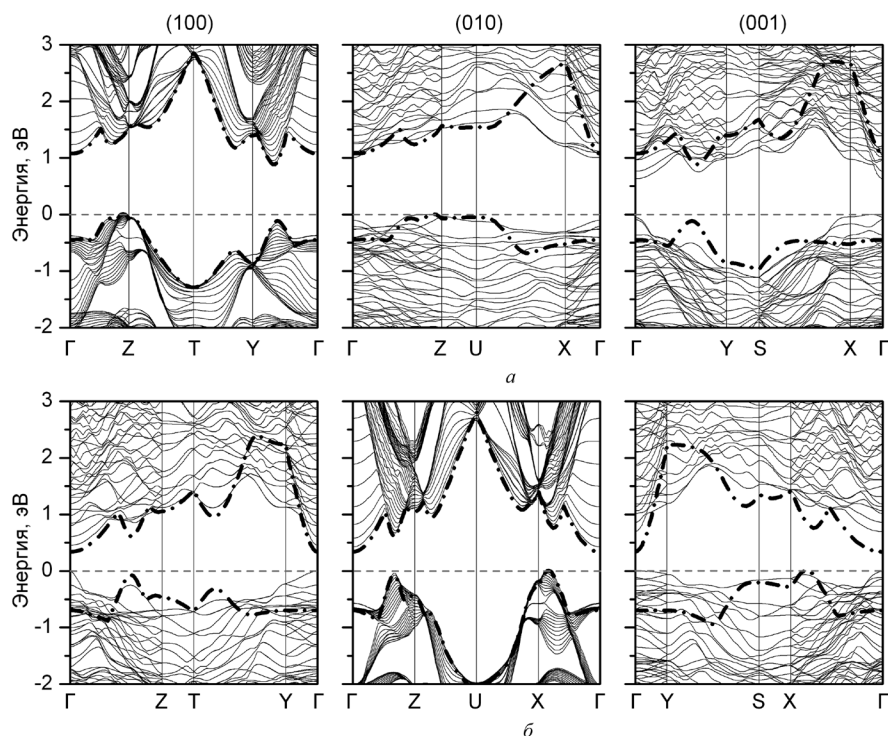 (100) (010) (001)
Энергия, эВ
3
2
1
0
-1
-2
Γ Z T Y Γ
Γ Z U X Γ
Γ Y S X Γ
а
Энергия, эВ
3
2
1
0
-1
-2
Γ Z T Y Γ
Γ Z U X Γ
Γ Y S X Γ
б